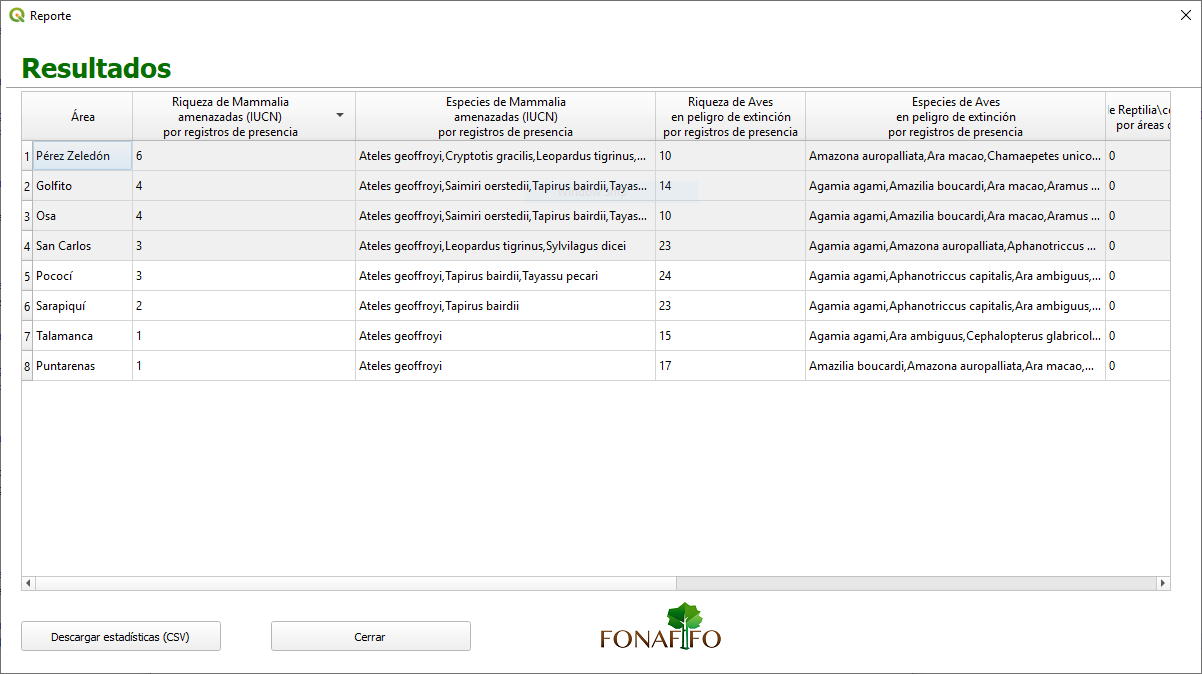 Reporte
Resultados
Área
Riqueza de Mammalia
amenazadas (IUCN)
por registros de presencia
Especies de Mammalia
amenazadas (IUCN)
por registros de presencia
Riqueza de Aves
en peligro de extinción
por registros de presencia
Especies de Aves
en peligro de extinción
por registros de presencia
de Reptilia\co
por áreas d
1 Pérez Zeledón 6 Ateles geoffroyi,Cryptotis gracilis,Leopardus tigrinus,... 10 Amazona auropalliata,Ara macao,Chamaepetes unico... 0
2 Golfito 4 Ateles geoffroyi,Saimiri oerstedii,Tapirus bairdii,Tayas... 14 Agamia agami,Amazilia boucardi,Ara macao,Aramus ... 0
3 Osa 4 Ateles geoffroyi,Saimiri oerstedii,Tapirus bairdii,Tayas... 10 Agamia agami,Amazilia boucardi,Ara macao,Aramus ... 0
4 San Carlos 3 Ateles geoffroyi,Leopardus tigrinus,Sylvilagus dicei 23 Agamia agami,Amazona auropalliata,Aphanotriccus ... 0
5 Pococí 3 Ateles geoffroyi,Tapirus bairdii,Tayassu pecari 24 Agamia agami,Aphanotriccus capitalis,Ara ambiguus,... 0
6 Sarapiquí 2 Ateles geoffroyi,Tapirus bairdii 23 Agamia agami,Aphanotriccus capitalis,Ara ambiguus,... 0
7 Talamanca 1 Ateles geoffroyi 15 Agamia agami,Ara ambiguus,Cephalopterus glabricol... 0
8 Puntarenas 1 Ateles geoffroyi 17 Amazilia boucardi,Amazona auropalliata,Ara macao,... 0
Descargar estadísticas (CSV)
Cerrar
FONAFIFO